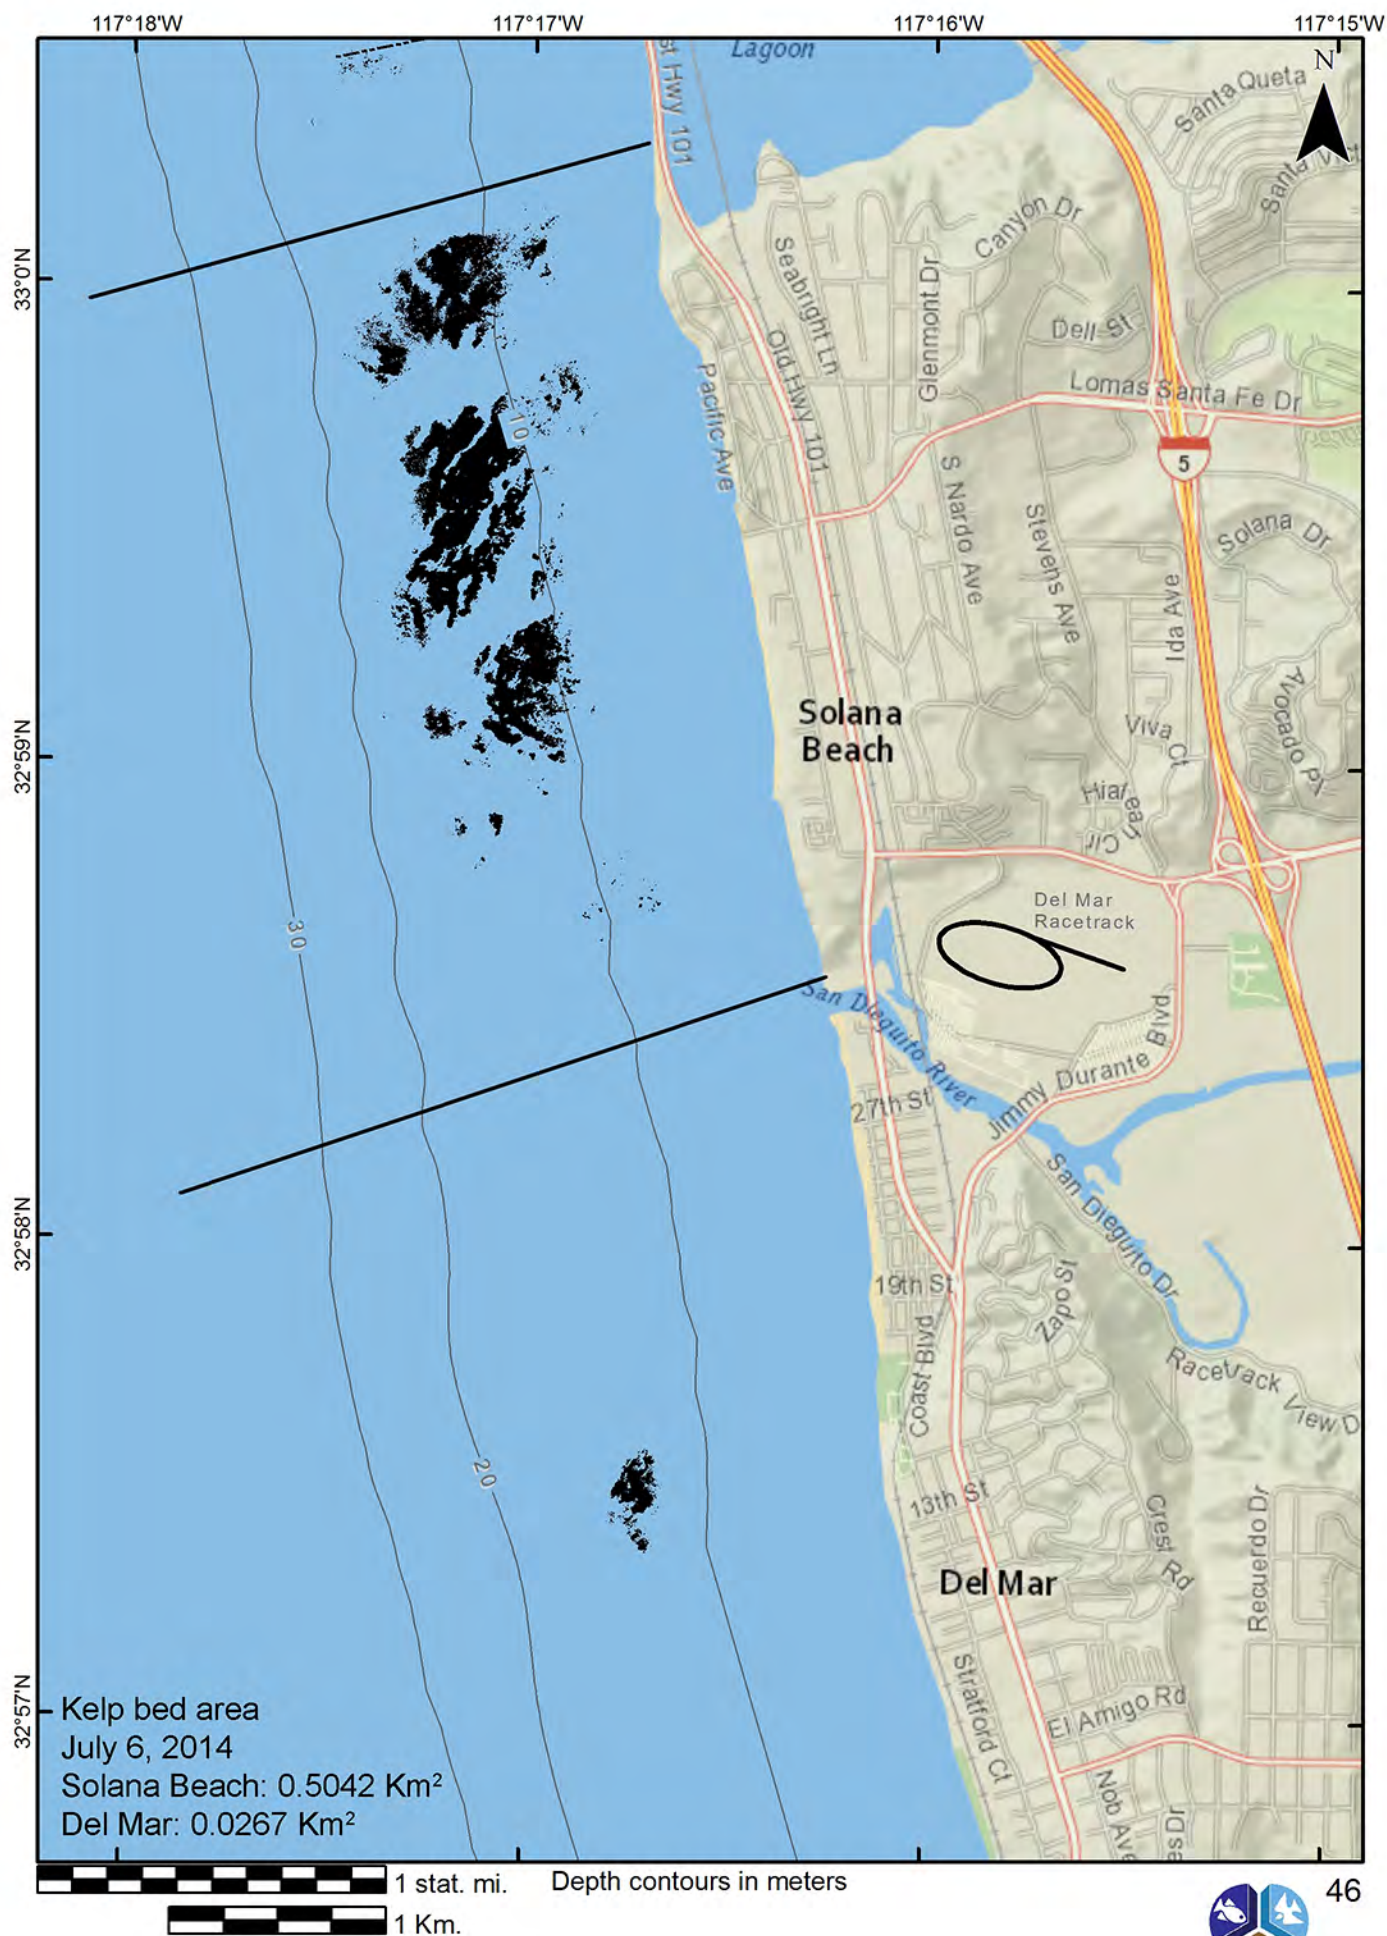 117°18'W
117°17'W
117°16'W
117°15'W
Lagoon
N
st Hwy 101
Santa Queta
Canyon Dr
Seabright Ln
Glenmont Dr
33°0'N
Dell St
Old Hwy 101
Pacific Ave
Lomas Santa Fe Dr
10
5
S Nardo Ave
Stevens Ave
Solana Dr
Ida Ave
Avocado Pl
Solana
Beach
Viva Ct
32°59'N
Hialeah Cir
Del Mar
Racetrack
30
San Dieguito River
Jimmy Durante Blvd
27th St
San Dieguito Dr
32°58'N
19th St
Zapo St
Coast Blvd
Racetrack
View D
20
13th St
Crest Rd
Recuerdo Dr
Del Mar
Stratford Ct
El Amigo Rd
32°57'N
Nob Ave
es Dr
Kelp bed area
July 6, 2014
Solana Beach: 0.5042 Km²
Del Mar: 0.0267 Km²
1 stat. mi.
Depth contours in meters
46
1 Km.